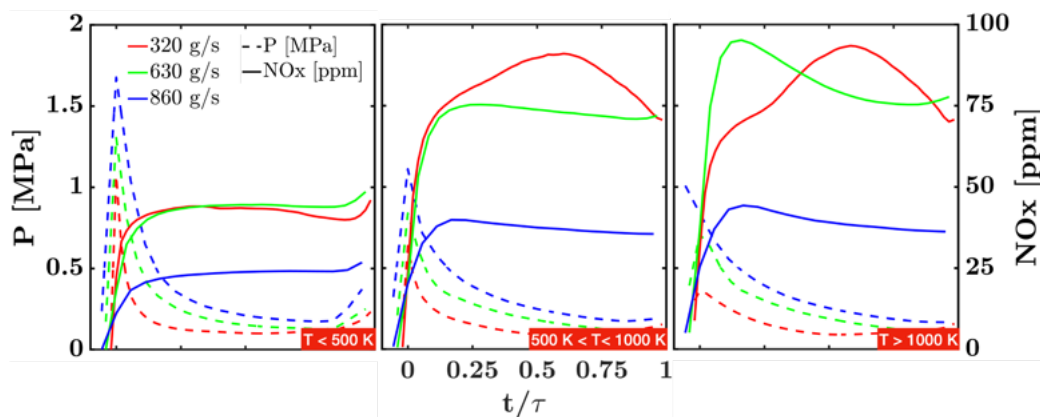 2
1.5
1
0.5
0
P [MPa]
320 g/s
630 g/s
860 g/s
P [MPa]
NOx [ppm]
T < 500 K
500 K < T< 1000 K
T > 1000 K
100
75
50
25
0
NOx [ppm]
0 0.25 0.5 0.75 1
t/τ